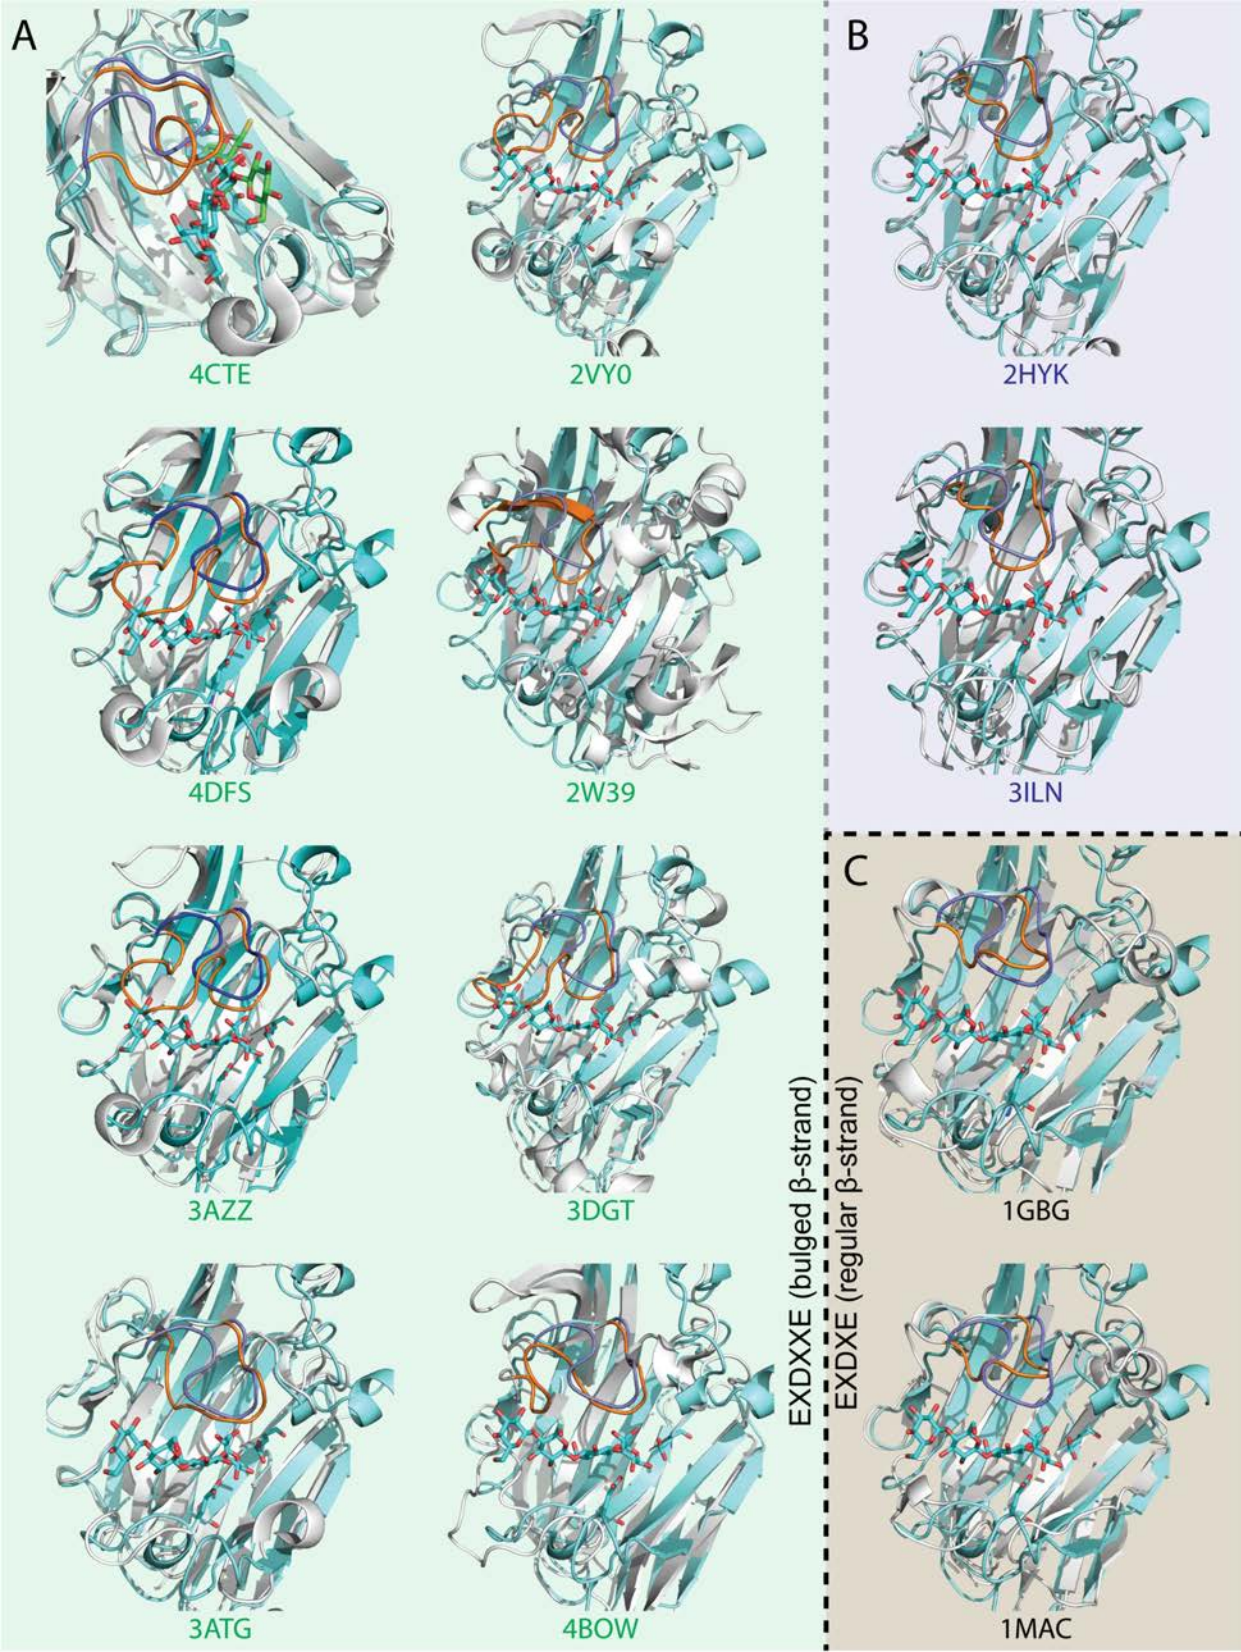 A
B
4CTE
2VY0
2HYK
4DFS
2W39
3ILN
C
3AZZ
3DGT
1GBG
EXDXXE (bulged β-strand)
EXDXE (regular β-strand)
3ATG
4BOW
1MAC